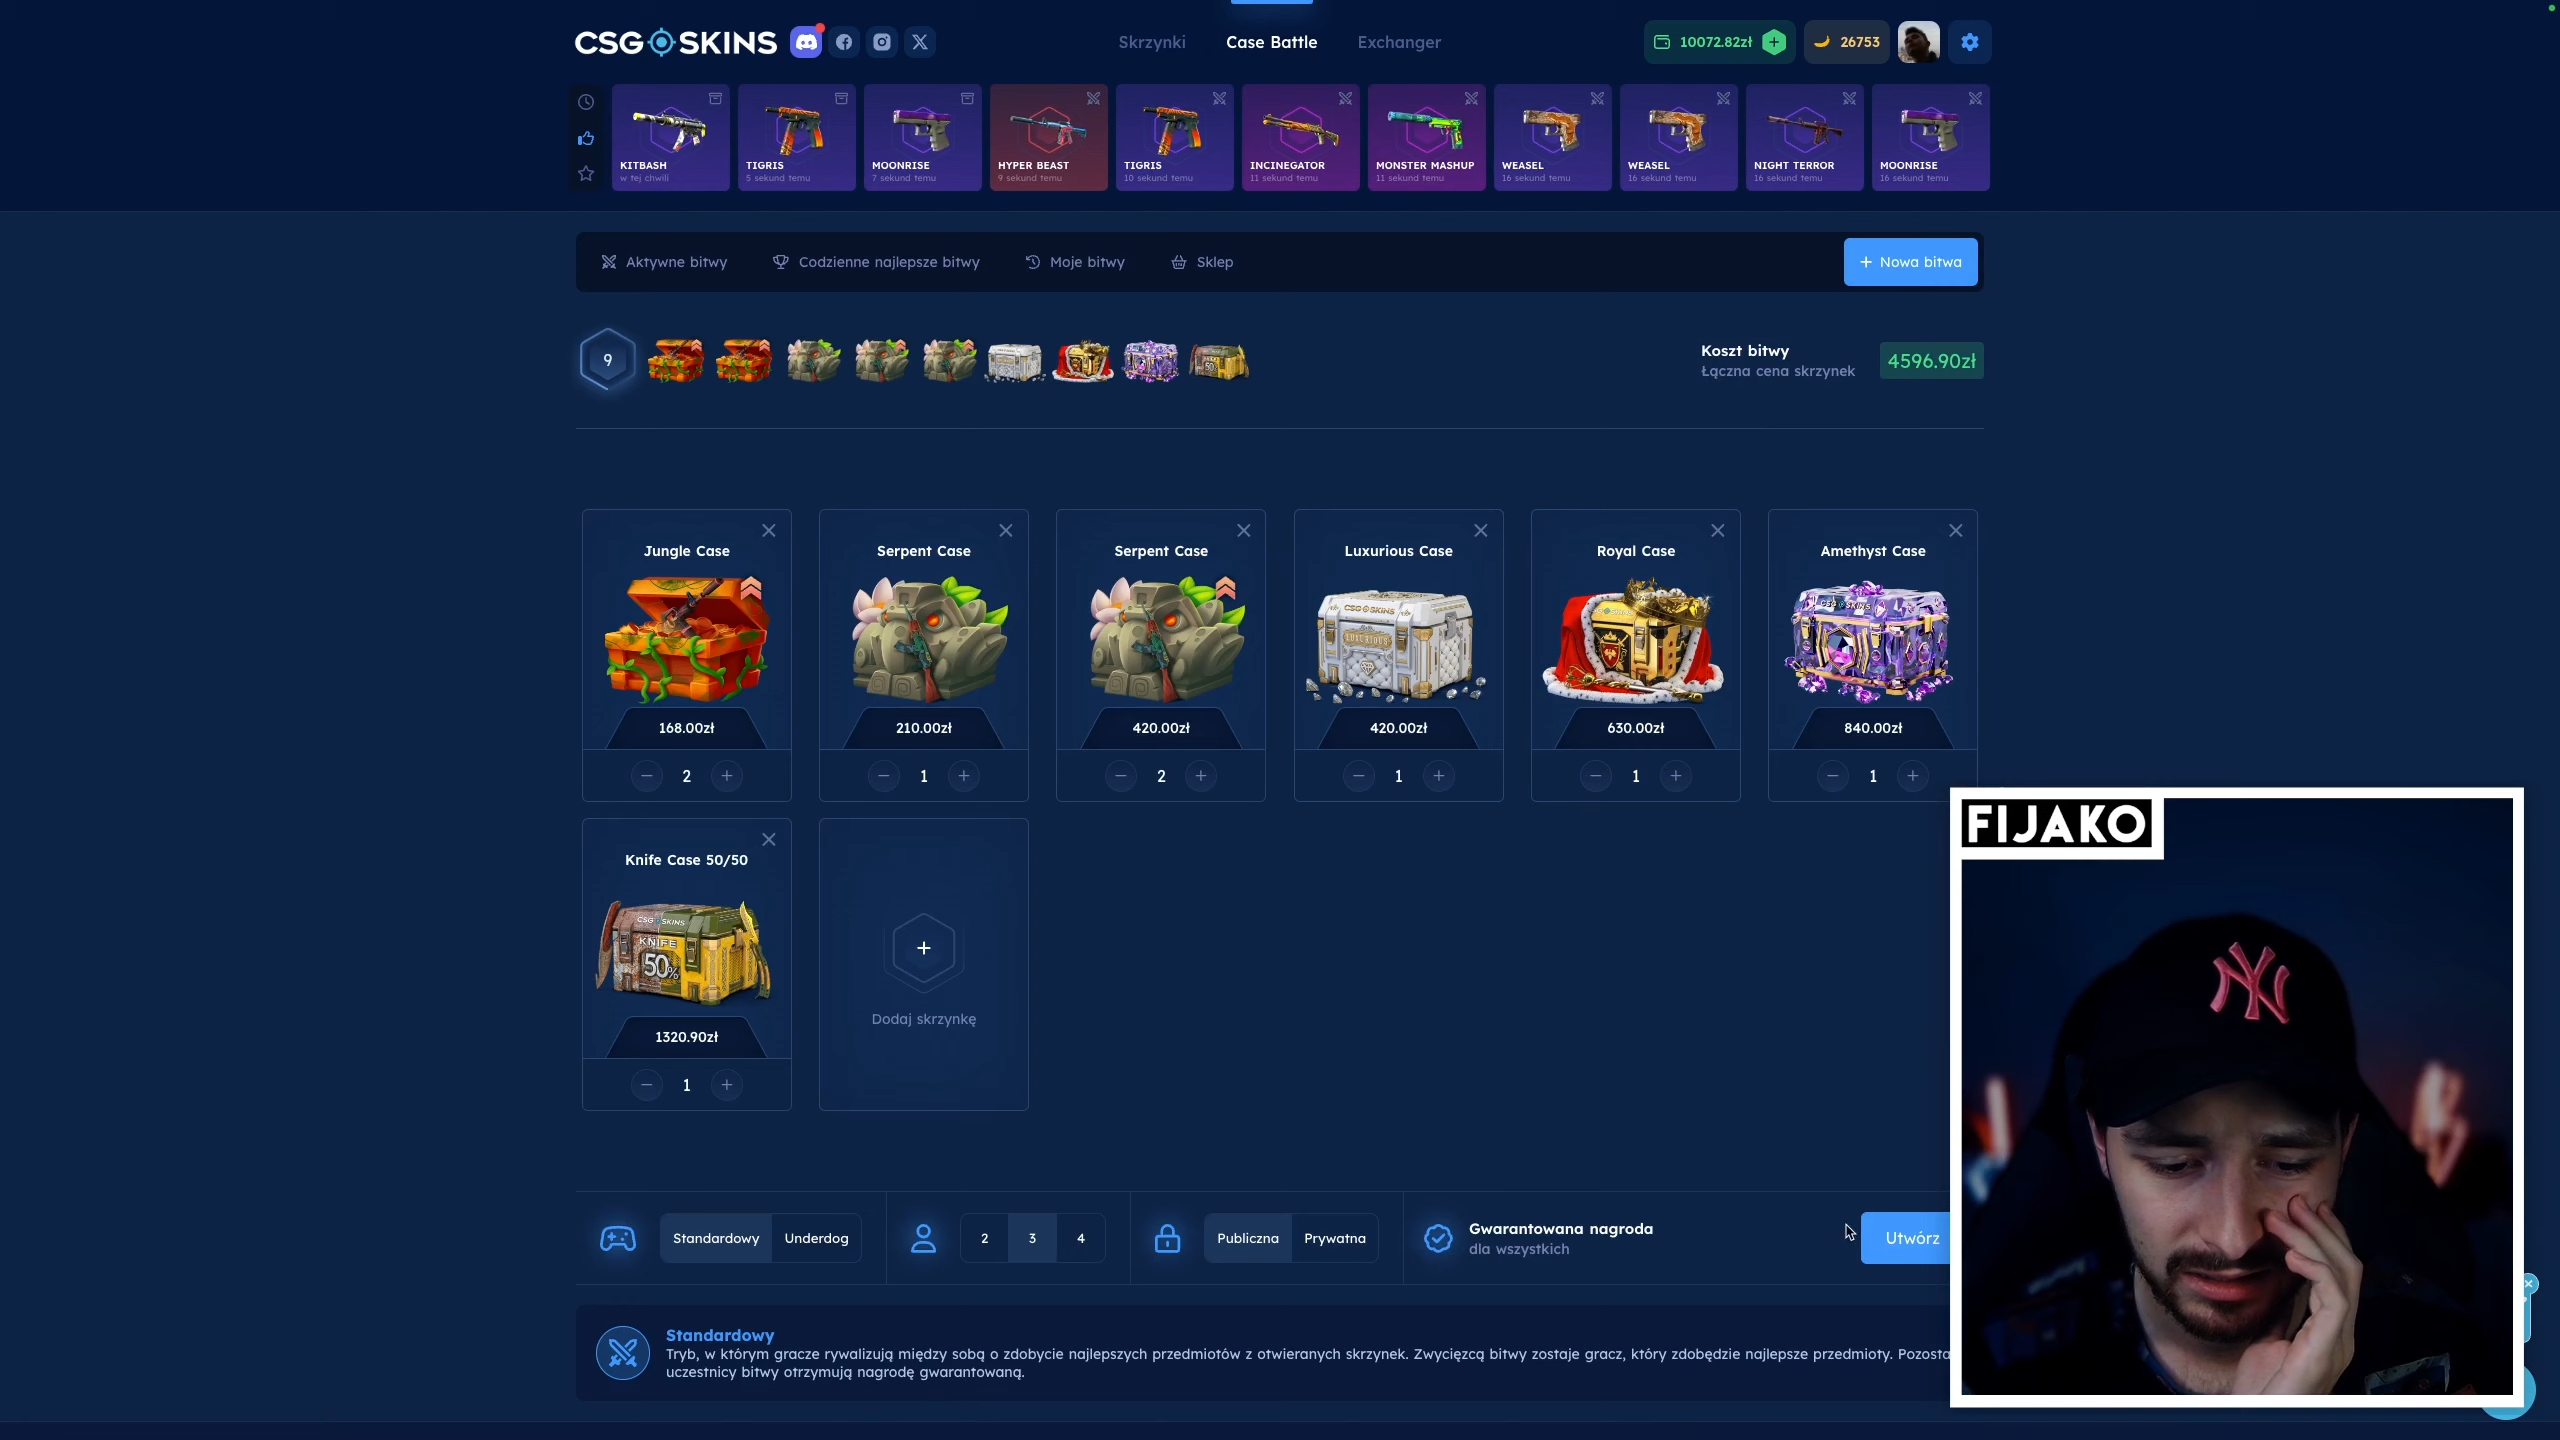 CSG SKINS
Skrzynki
Case Battle
Exchanger
10072.82zł
26753
KITBASH
w tej chwili
TIGRIS
5 sekund temu
MOONRISE
7 sekund temu
HYPER BEAST
9 sekund temu
TIGRIS
10 sekund temu
INCINEGATOR
11 sekund temu
MONSTER MASHUP
11 sekund temu
WEASEL
16 sekund temu
WEASEL
16 sekund temu
NIGHT TERROR
16 sekund temu
MOONRISE
16 sekund temu
Aktywne bitwy
Codzienne najlepsze bitwy
Moje bitwy
Sklep
+ Nowa bitwa
9
Koszt bitwy
Łączna cena skrzynek
4596.90zł
Jungle Case
168.00zł
2
Serpent Case
210.00zł
1
Serpent Case
420.00zł
2
Luxurious Case
CSG SKINS
LUXURIOUS
420.00zł
1
Royal Case
630.00zł
1
Amethyst Case
CSG SKINS
840.00zł
1
Knife Case 50/50
CSG SKINS
KNIFE
50%
1320.90zł
1
Dodaj skrzynkę
FIJAKO
NY
Standardowy
Underdog
2
3
4
Publiczna
Prywatna
Gwarantowana nagroda
dla wszystkich
Utwórz
Standardowy
Tryb, w którym gracze rywalizują między sobą o zdobycie najlepszych przedmiotów z otwieranych skrzynek. Zwycięzcą bitwy zostaje gracz, który zdobędzie najlepsze przedmioty. Pozosta
uczestnicy bitwy otrzymują nagrodę gwarantowaną.